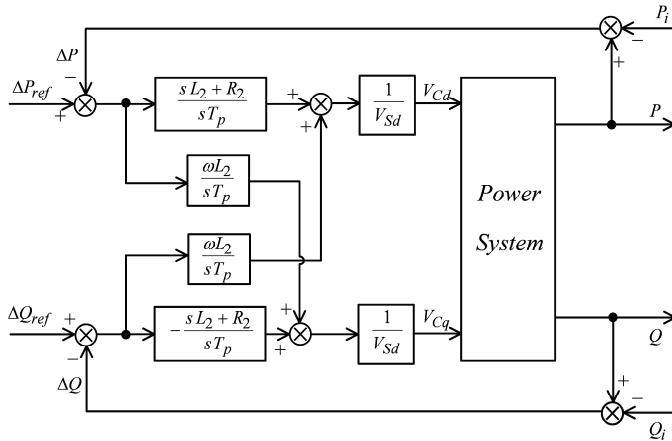 P_i
ΔP
−
−
ΔP_ref
+
+
sL_2 + R_2
sT_p
+
+
1
V_Sd
V_Cd
P
ωL_2
sT_p
Power
System
ωL_2
sT_p
ΔQ_ref
+
−
− sL_2 + R_2
sT_p
+
+
1
V_Sd
V_Cq
Q
ΔQ
+
−
Q_i